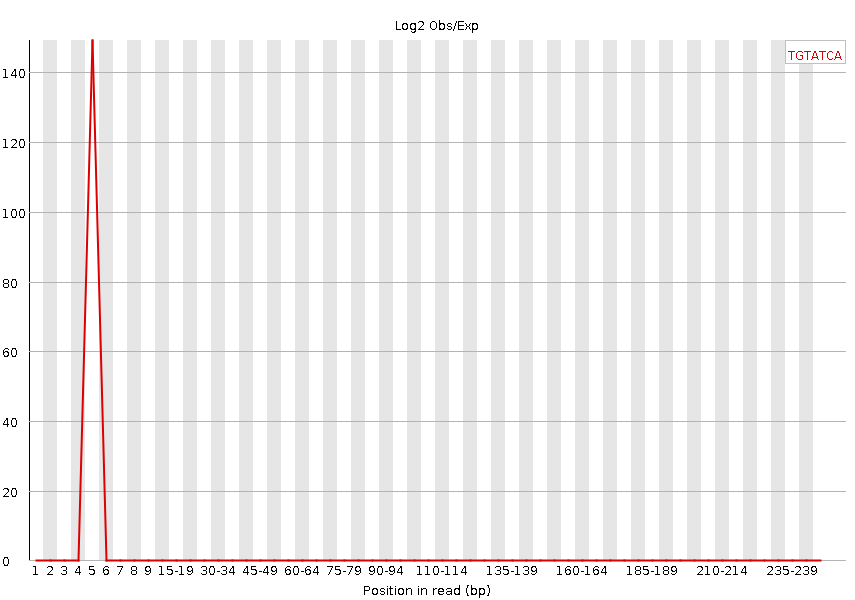 Log2 Obs/Exp
TGTATCA
140
120
100
80
60
40
20
0
1 2 3 4 5 6 7 8 9 15-19 30-34 45-49 60-64 75-79 90-94 110-114 135-139 160-164 185-189 210-214 235-239
Position in read (bp)